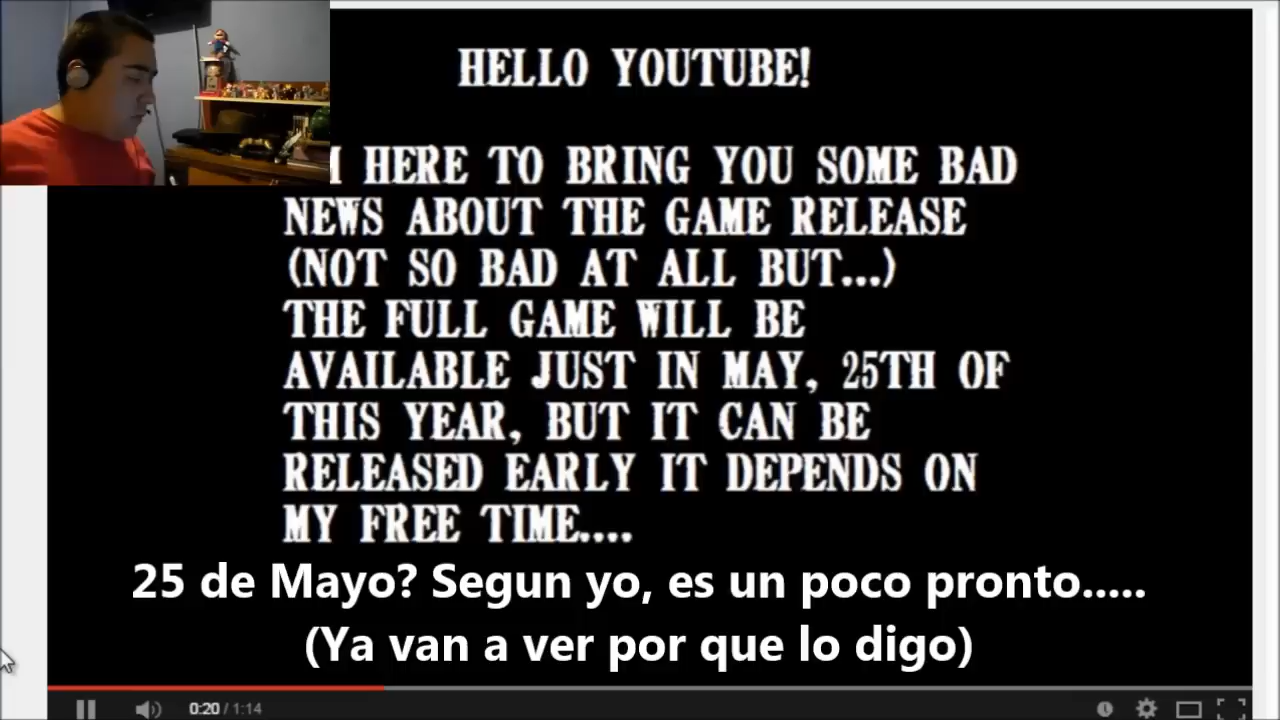 HELLO YOUTUBE!
HERE TO BRING YOU SOME BAD
NEWS ABOUT THE GAME RELEASE
(NOT SO BAD AT ALL BUT...)
THE FULL GAME WILL BE
AVAILABLE JUST IN MAY, 25TH OF
THIS YEAR, BUT IT CAN BE
RELEASED EARLY IT DEPENDS ON
MY FREE TIME....
25 de Mayo? Segun yo, es un poco pronto.....
(Ya van a ver por que lo digo)
0:20 / 1:14